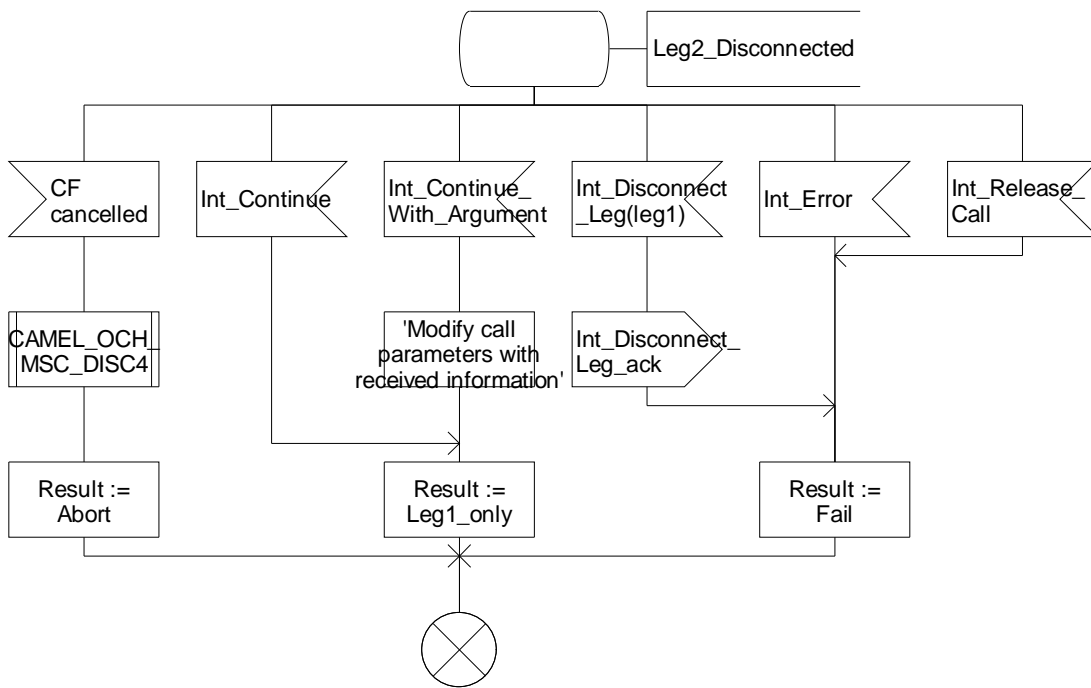 Leg2_Disconnected
CF
cancelled
Int_Continue
Int_Continue_
With_Argument
Int_Disconnect
_Leg(leg1)
Int_Error
Int_Release_
Call
CAMEL_OCH_
MSC_DISC4
'Modify call
parameters with
received information'
Int_Disconnect_
Leg_ack
Result :=
Abort
Result :=
Leg1_only
Result :=
Fail